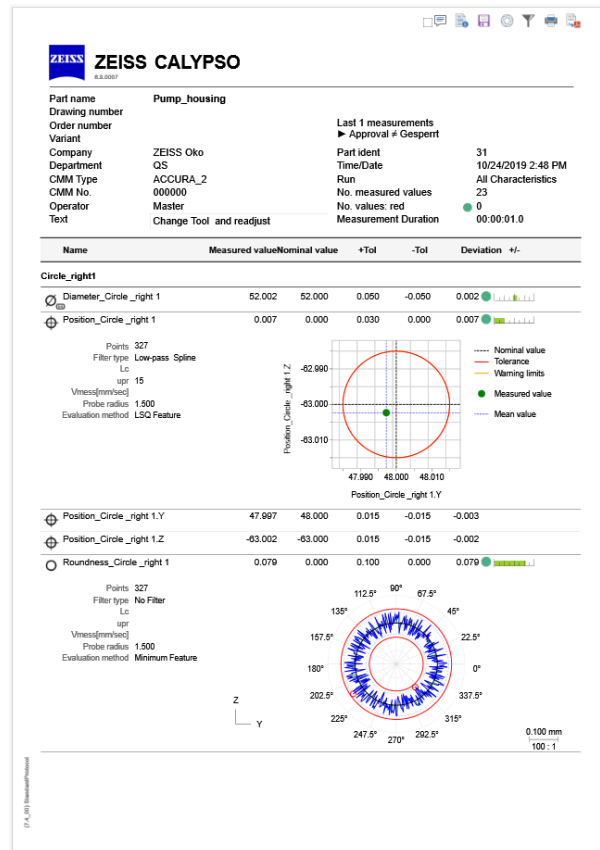 ZEISS
ZEISS CALYPSO
6.8.0007
Part name Pump_housing
Drawing number
Order number Last 1 measurements
Variant ► Approval ≠ Gesperrt
Company ZEISS Oko Part ident 31
Department QS Time/Date 10/24/2019 2:48 PM
CMM Type ACCURA_2 Run All Characteristics
CMM No. 000000 No. measured values 23
Operator Master No. values: red 0
Text Change Tool and readjust Measurement Duration 00:00:01.0
Name Measured value Nominal value +Tol -Tol Deviation +/-
Circle_right1
Diameter_Circle _right 1 52.002 52.000 0.050 -0.050 0.002
Position_Circle _right 1 0.007 0.000 0.030 0.000 0.007
Points 327
Filter type Low-pass Spline
Lc
upr 15
Vmess[mm/sec]
Probe radius 1.500
Evaluation method LSQ Feature
Position_Circle _right 1.Z
-62.990
-63.000
-63.010
47.990 48.000 48.010
Position_Circle _right 1.Y
Nominal value
Tolerance
Warning limits
Measured value
Mean value
Position_Circle _right 1.Y 47.997 48.000 0.015 -0.015 -0.003
Position_Circle _right 1.Z -63.002 -63.000 0.015 -0.015 -0.002
Roundness_Circle _right 1 0.079 0.000 0.100 0.000 0.079
Points 327
Filter type No Filter
Lc
upr
Vmess[mm/sec]
Probe radius 1.500
Evaluation method Minimum Feature
90°
112.5° 67.5°
135° 45°
157.5° 22.5°
180° 0°
202.5° 337.5°
225° 315°
247.5° 270° 292.5°
Z
Y
0.100 mm
100 : 1